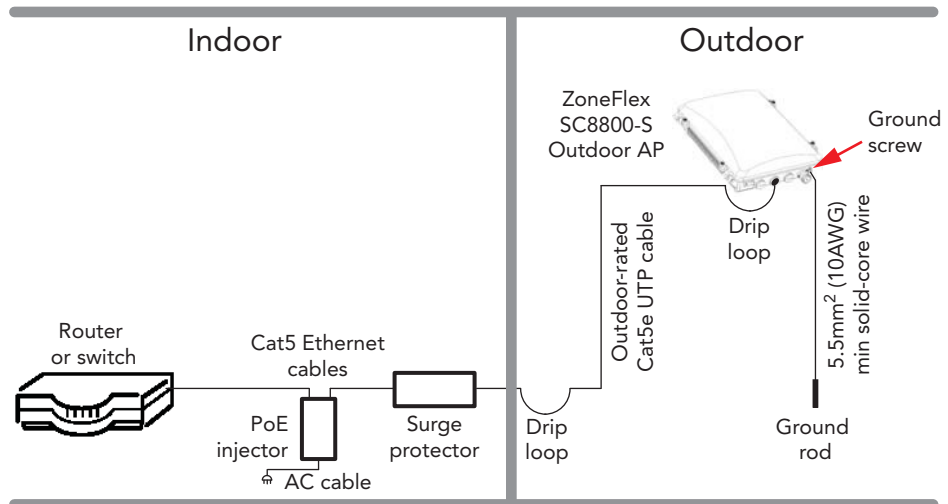 Indoor
Outdoor
ZoneFlex
SC8800-S
Outdoor AP
Ground
screw
Drip
loop
Outdoor-rated
Cat5e UTP cable
5.5mm² (10AWG)
min solid-core wire
Router
or switch
Cat5 Ethernet
cables
PoE
injector
AC cable
Surge
protector
Drip
loop
Ground
rod